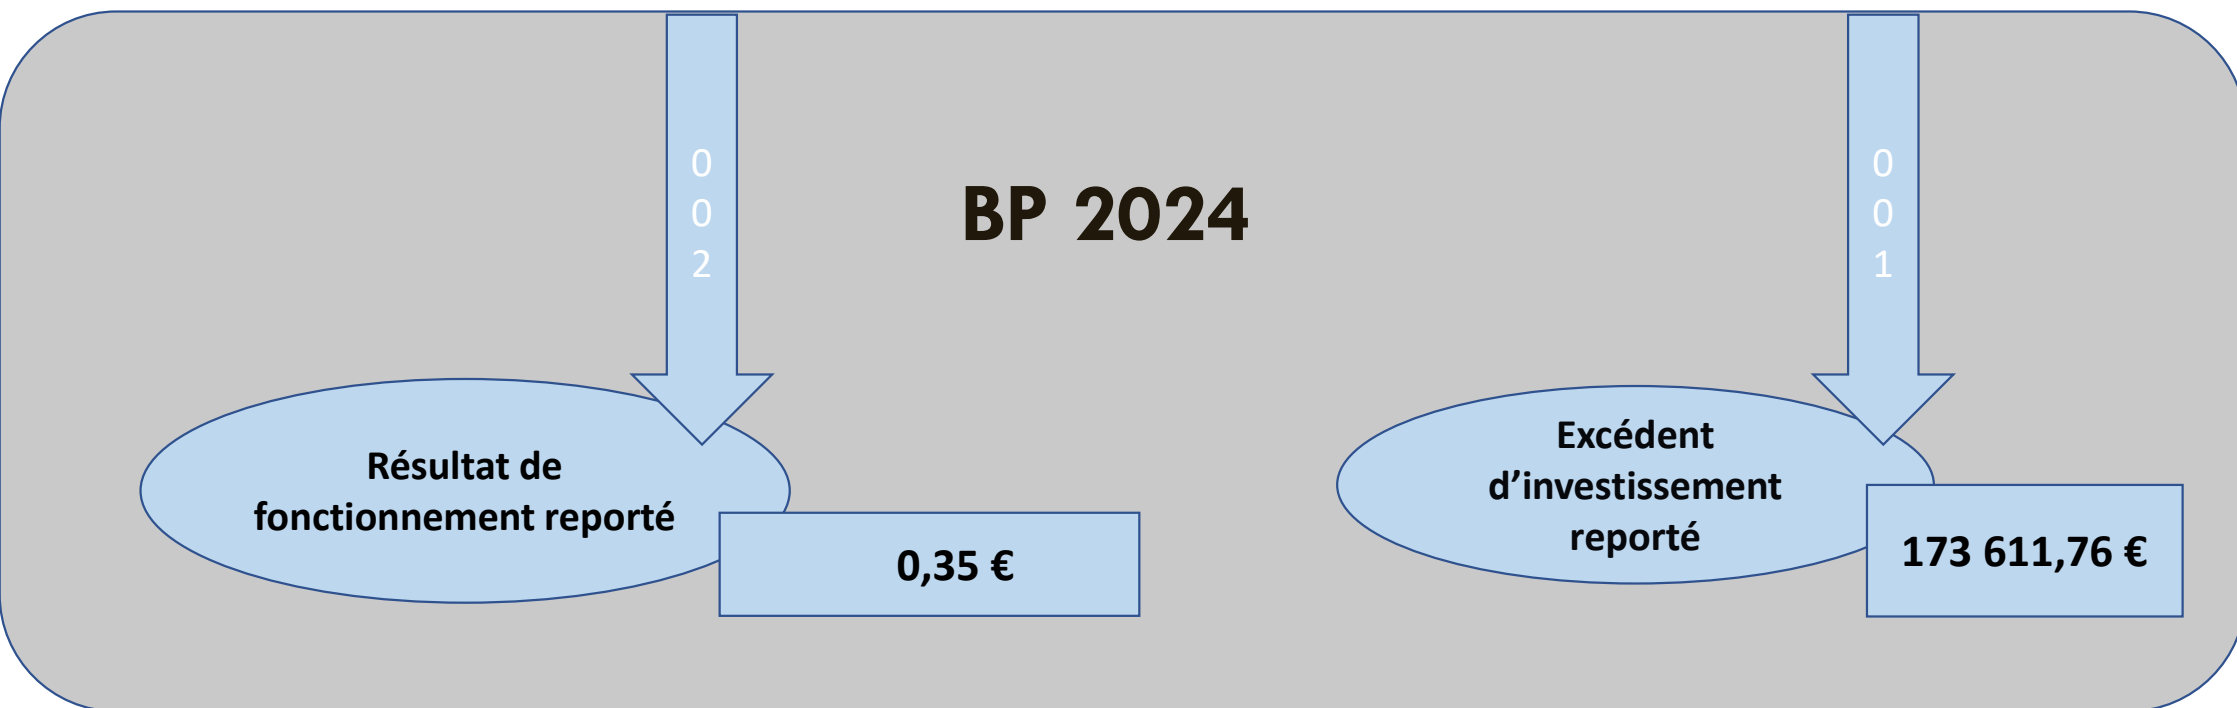 0
0
2
BP 2024
0
0
1
Résultat de
fonctionnement reporté
0,35 €
Excédent
d’investissement
reporté
173 611,76 €